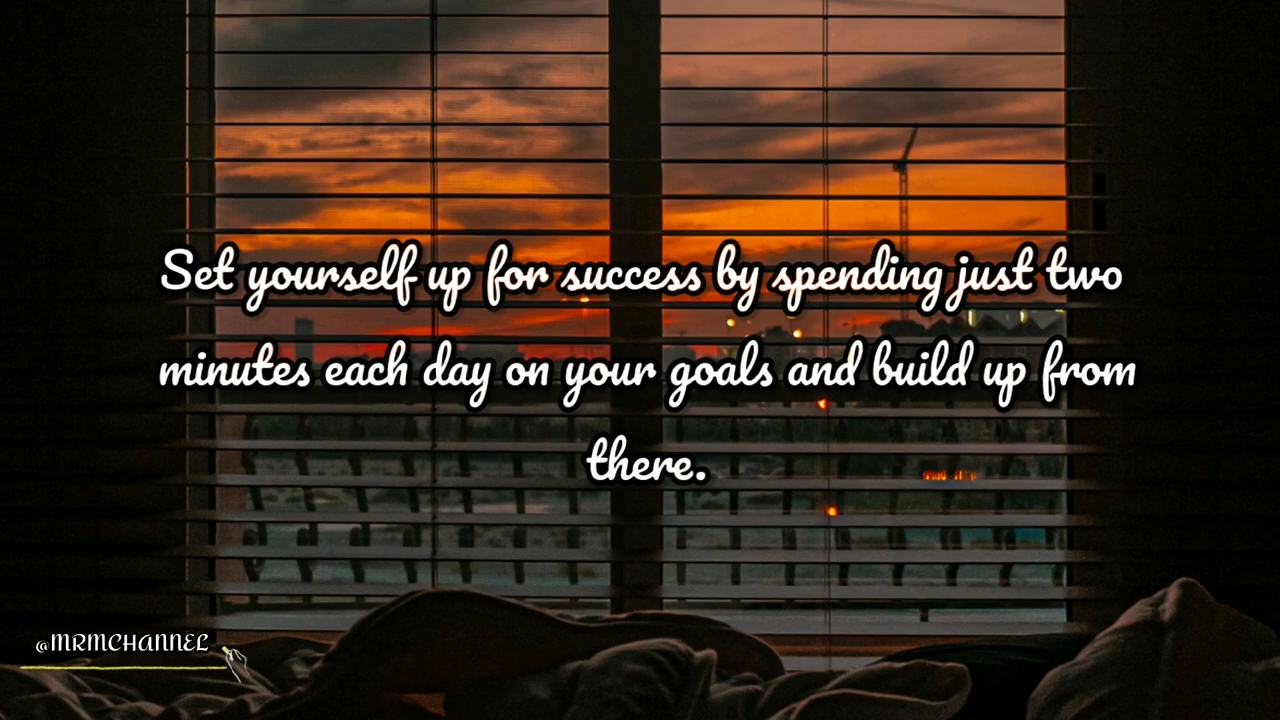 Set yourself up for success by spending just two
minutes each day on your goals and build up from
there.
@MRMCHANNEL